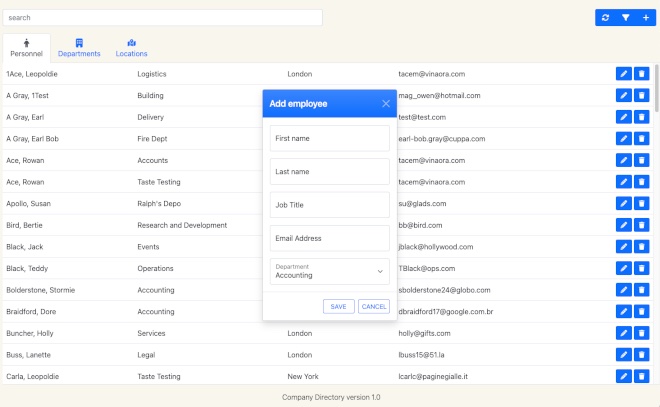 search
Personnel
Departments
Locations
1Ace, Leopoldie Logistics London tacem@vinaora.com
A Gray, 1Test Building mag_owen@hotmail.com
A Gray, Earl Delivery test@test.com
A Gray, Earl Bob Fire Dept earl-bob.gray@cuppa.com
Ace, Rowan Accounts tacem@vinaora.com
Ace, Rowan Taste Testing tacem@vinaora.com
Apollo, Susan Ralph's Depo su@glads.com
Bird, Bertie Research and Development bb@bird.com
Black, Jack Events jblack@hollywood.com
Black, Teddy Operations TBlack@ops.com
Bolderstone, Stormie Accounting sbolderstone24@globo.com
Braidford, Dore Accounting dbraidford17@google.com.br
Buncher, Holly Services London holly@gifts.com
Buss, Lanette Legal London lbuss15@51.la
Carla, Leopoldie Taste Testing New York lcarlc@paginegialle.it
Add employee
First name
Last name
Job Title
Email Address
Department
Accounting
SAVE CANCEL
Company Directory version 1.0